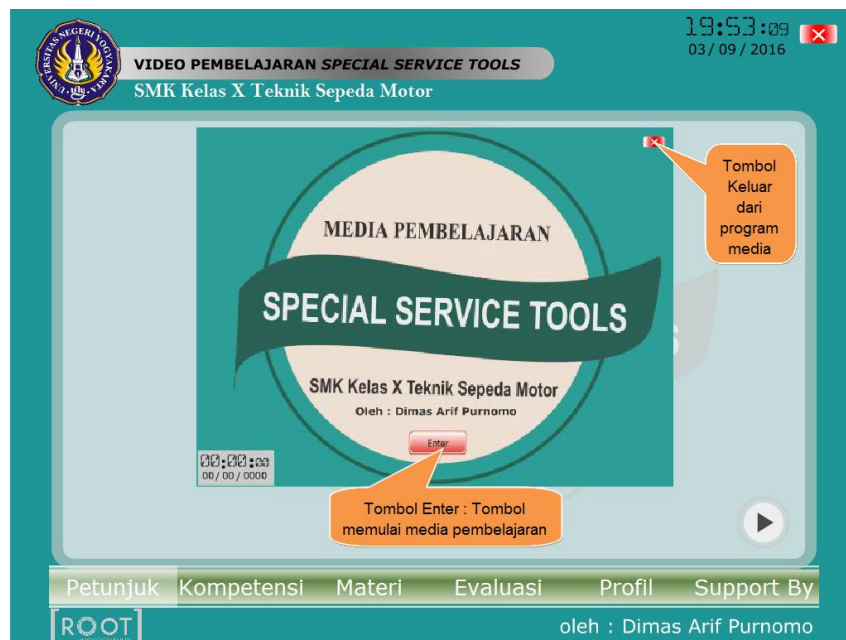 UNIVERSITAS NEGERI YOGYAKARTA
19:53:09
03/09/2016
VIDEO PEMBELAJARAN SPECIAL SERVICE TOOLS
SMK Kelas X Teknik Sepeda Motor
Tombol
Keluar
dari
program
media
MEDIA PEMBELAJARAN
SPECIAL SERVICE TOOLS
SMK Kelas X Teknik Sepeda Motor
Oleh : Dimas Arif Purnomo
Enter
00:00:00
00/00/0000
Tombol Enter : Tombol
memulai media pembelajaran
S
Petunjuk Kompetensi Materi Evaluasi Profil Support By
[ROOT]
oleh : Dimas Arif Purnomo